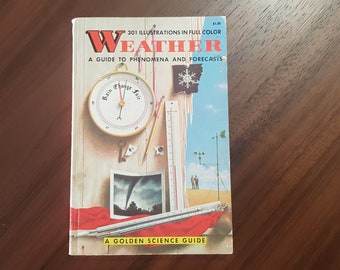 301 ILLUSTRATIONS IN FULL COLOR
WEATHER
A GUIDE TO PHENOMENA AND FORECASTS
Rain Change Fair
A GOLDEN SCIENCE GUIDE